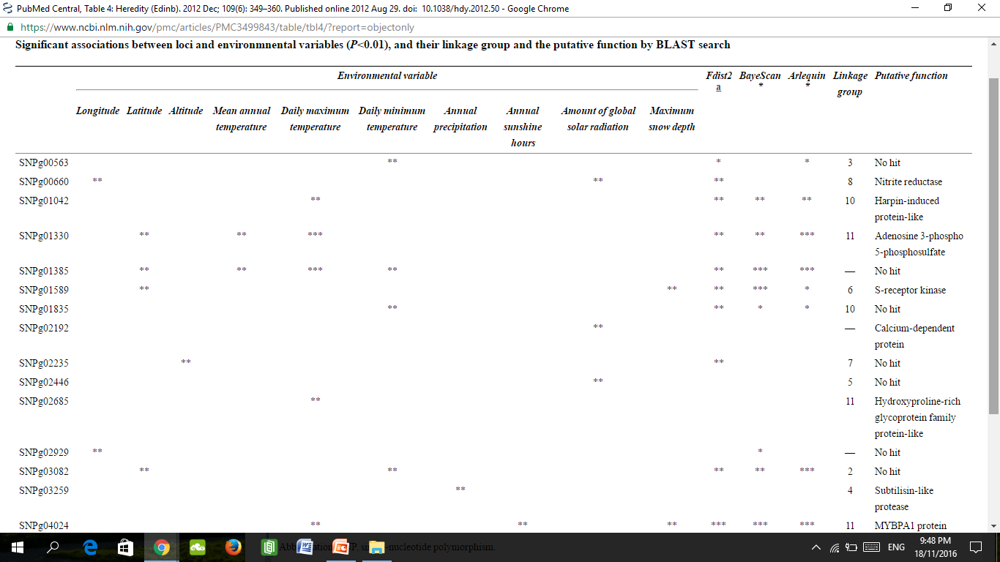 PubMed Central, Table 4: Heredity (Edinb). 2012 Dec; 109(6): 349–360. Published online 2012 Aug 29. doi: 10.1038/hdy.2012.50 - Google Chrome
https://www.ncbi.nlm.nih.gov/pmc/articles/PMC3499843/table/tbl4/?report=objectonly
Significant associations between loci and environmnental variables (P<0.01), and their linkage group and the putative function by BLAST search
Environmental variable Fdist2 BayeScan Arlequin Linkage Putative function
a * * group
Longitude Latitude Altitude Mean annual Daily maximum Daily minimum Annual Annual Amount of global Maximum
temperature temperature temperature precipitation sunshine solar radiation snow depth
hours
SNPg00563 ** * * 3 No hit
SNPg00660 ** ** ** 8 Nitrite reductase
SNPg01042 ** ** ** ** 10 Harpin-induced
protein-like
SNPg01330 ** ** *** ** ** *** 11 Adenosine 3-phospho
5-phosphosulfate
SNPg01385 ** ** *** ** ** *** *** — No hit
SNPg01589 ** ** ** *** * 6 S-receptor kinase
SNPg01835 ** ** * * 10 No hit
SNPg02192 ** — Calcium-dependent
protein
SNPg02235 ** ** 7 No hit
SNPg02446 ** 5 No hit
SNPg02685 ** 11 Hydroxyproline-rich
glycoprotein family
protein-like
SNPg02929 ** * — No hit
SNPg03082 ** ** ** ** *** 2 No hit
SNPg03259 ** 4 Subtilisin-like
protease
SNPg04024 ** ** ** *** *** *** 11 MYBPA1 protein
nucleotide polymorphism.
ENG
9:48 PM
18/11/2016